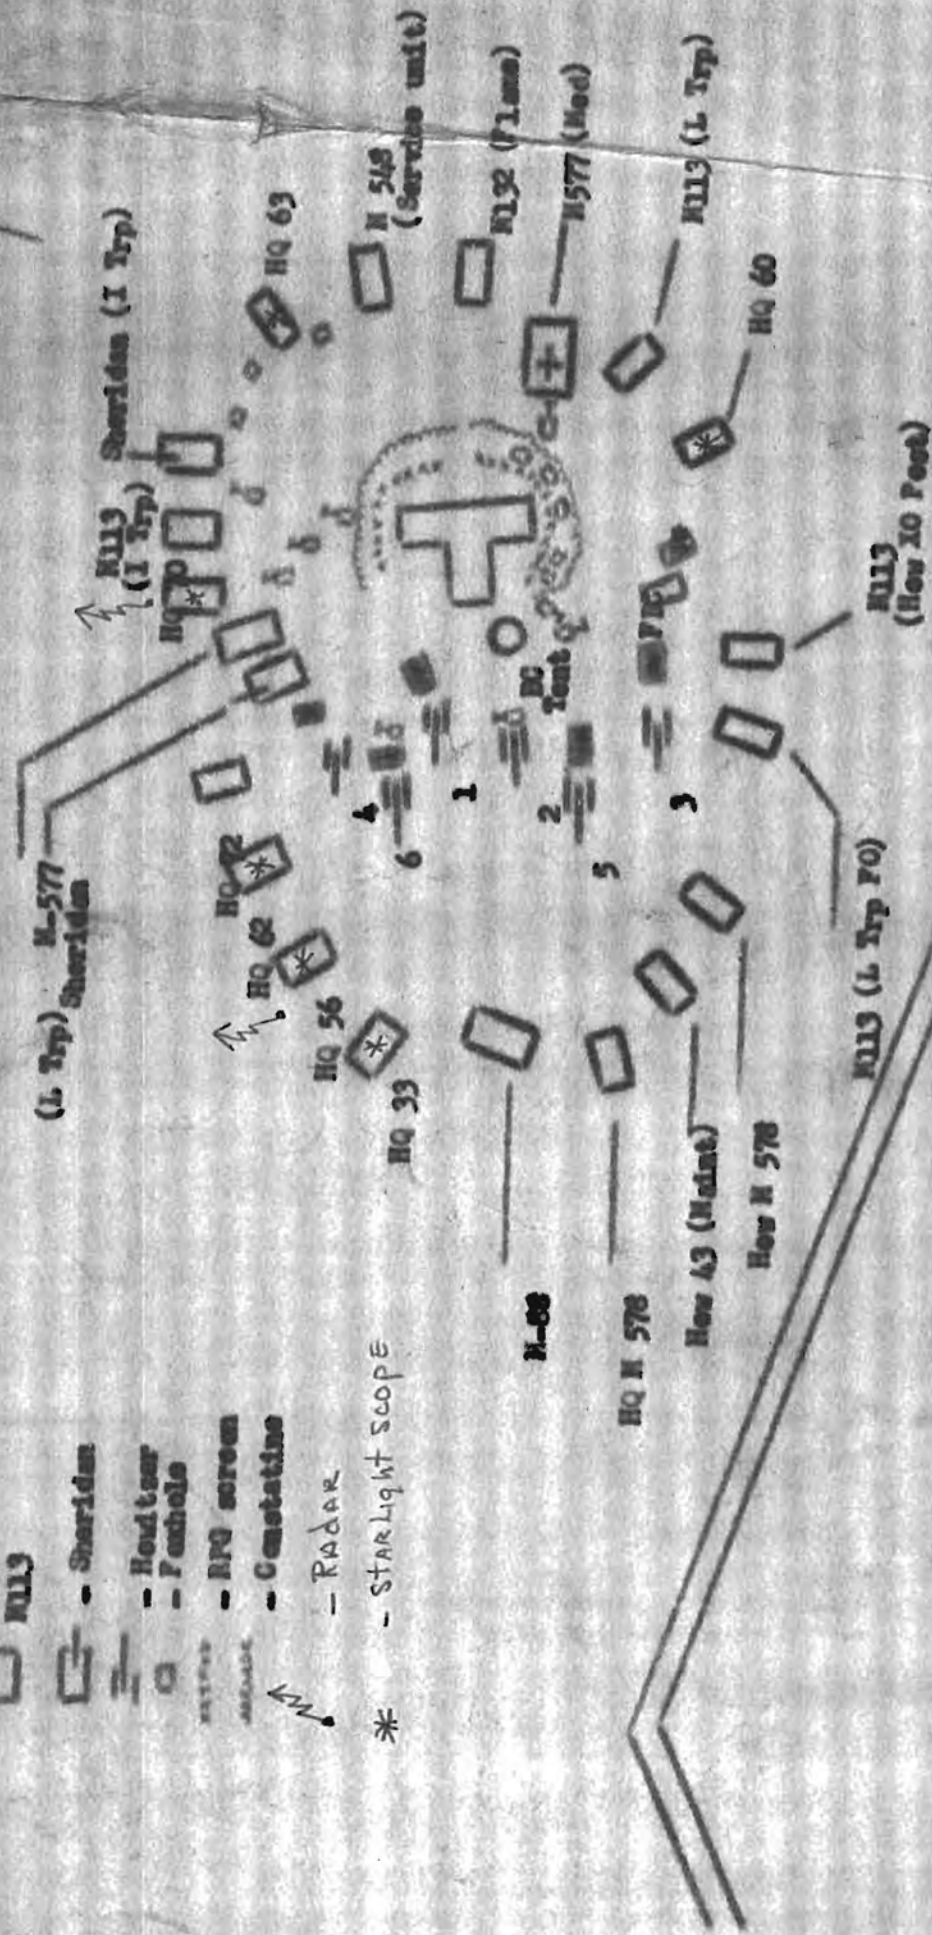 M113
- Sheridan
- Howitzer
- Foxhole
- RPG screen
- Constatine
- RADAR
* - STARLIGHT SCOPE
(L Trp)
M-577
Sheridan
HQ 62
HQ 56
HQ 33
M-88
HQ M 578
How 43 (Maint)
How M 578
M113 (L Trp FO)
M113
(How XO Post)
HQ 60
M113 (L Trp)
M577 (Med)
M132 (Flame)
M 548
(Service unit)
HQ 63
Sheridan (I Trp)
M113
(I Trp)
HQ 70
4
6
1
2
5
3
Tent